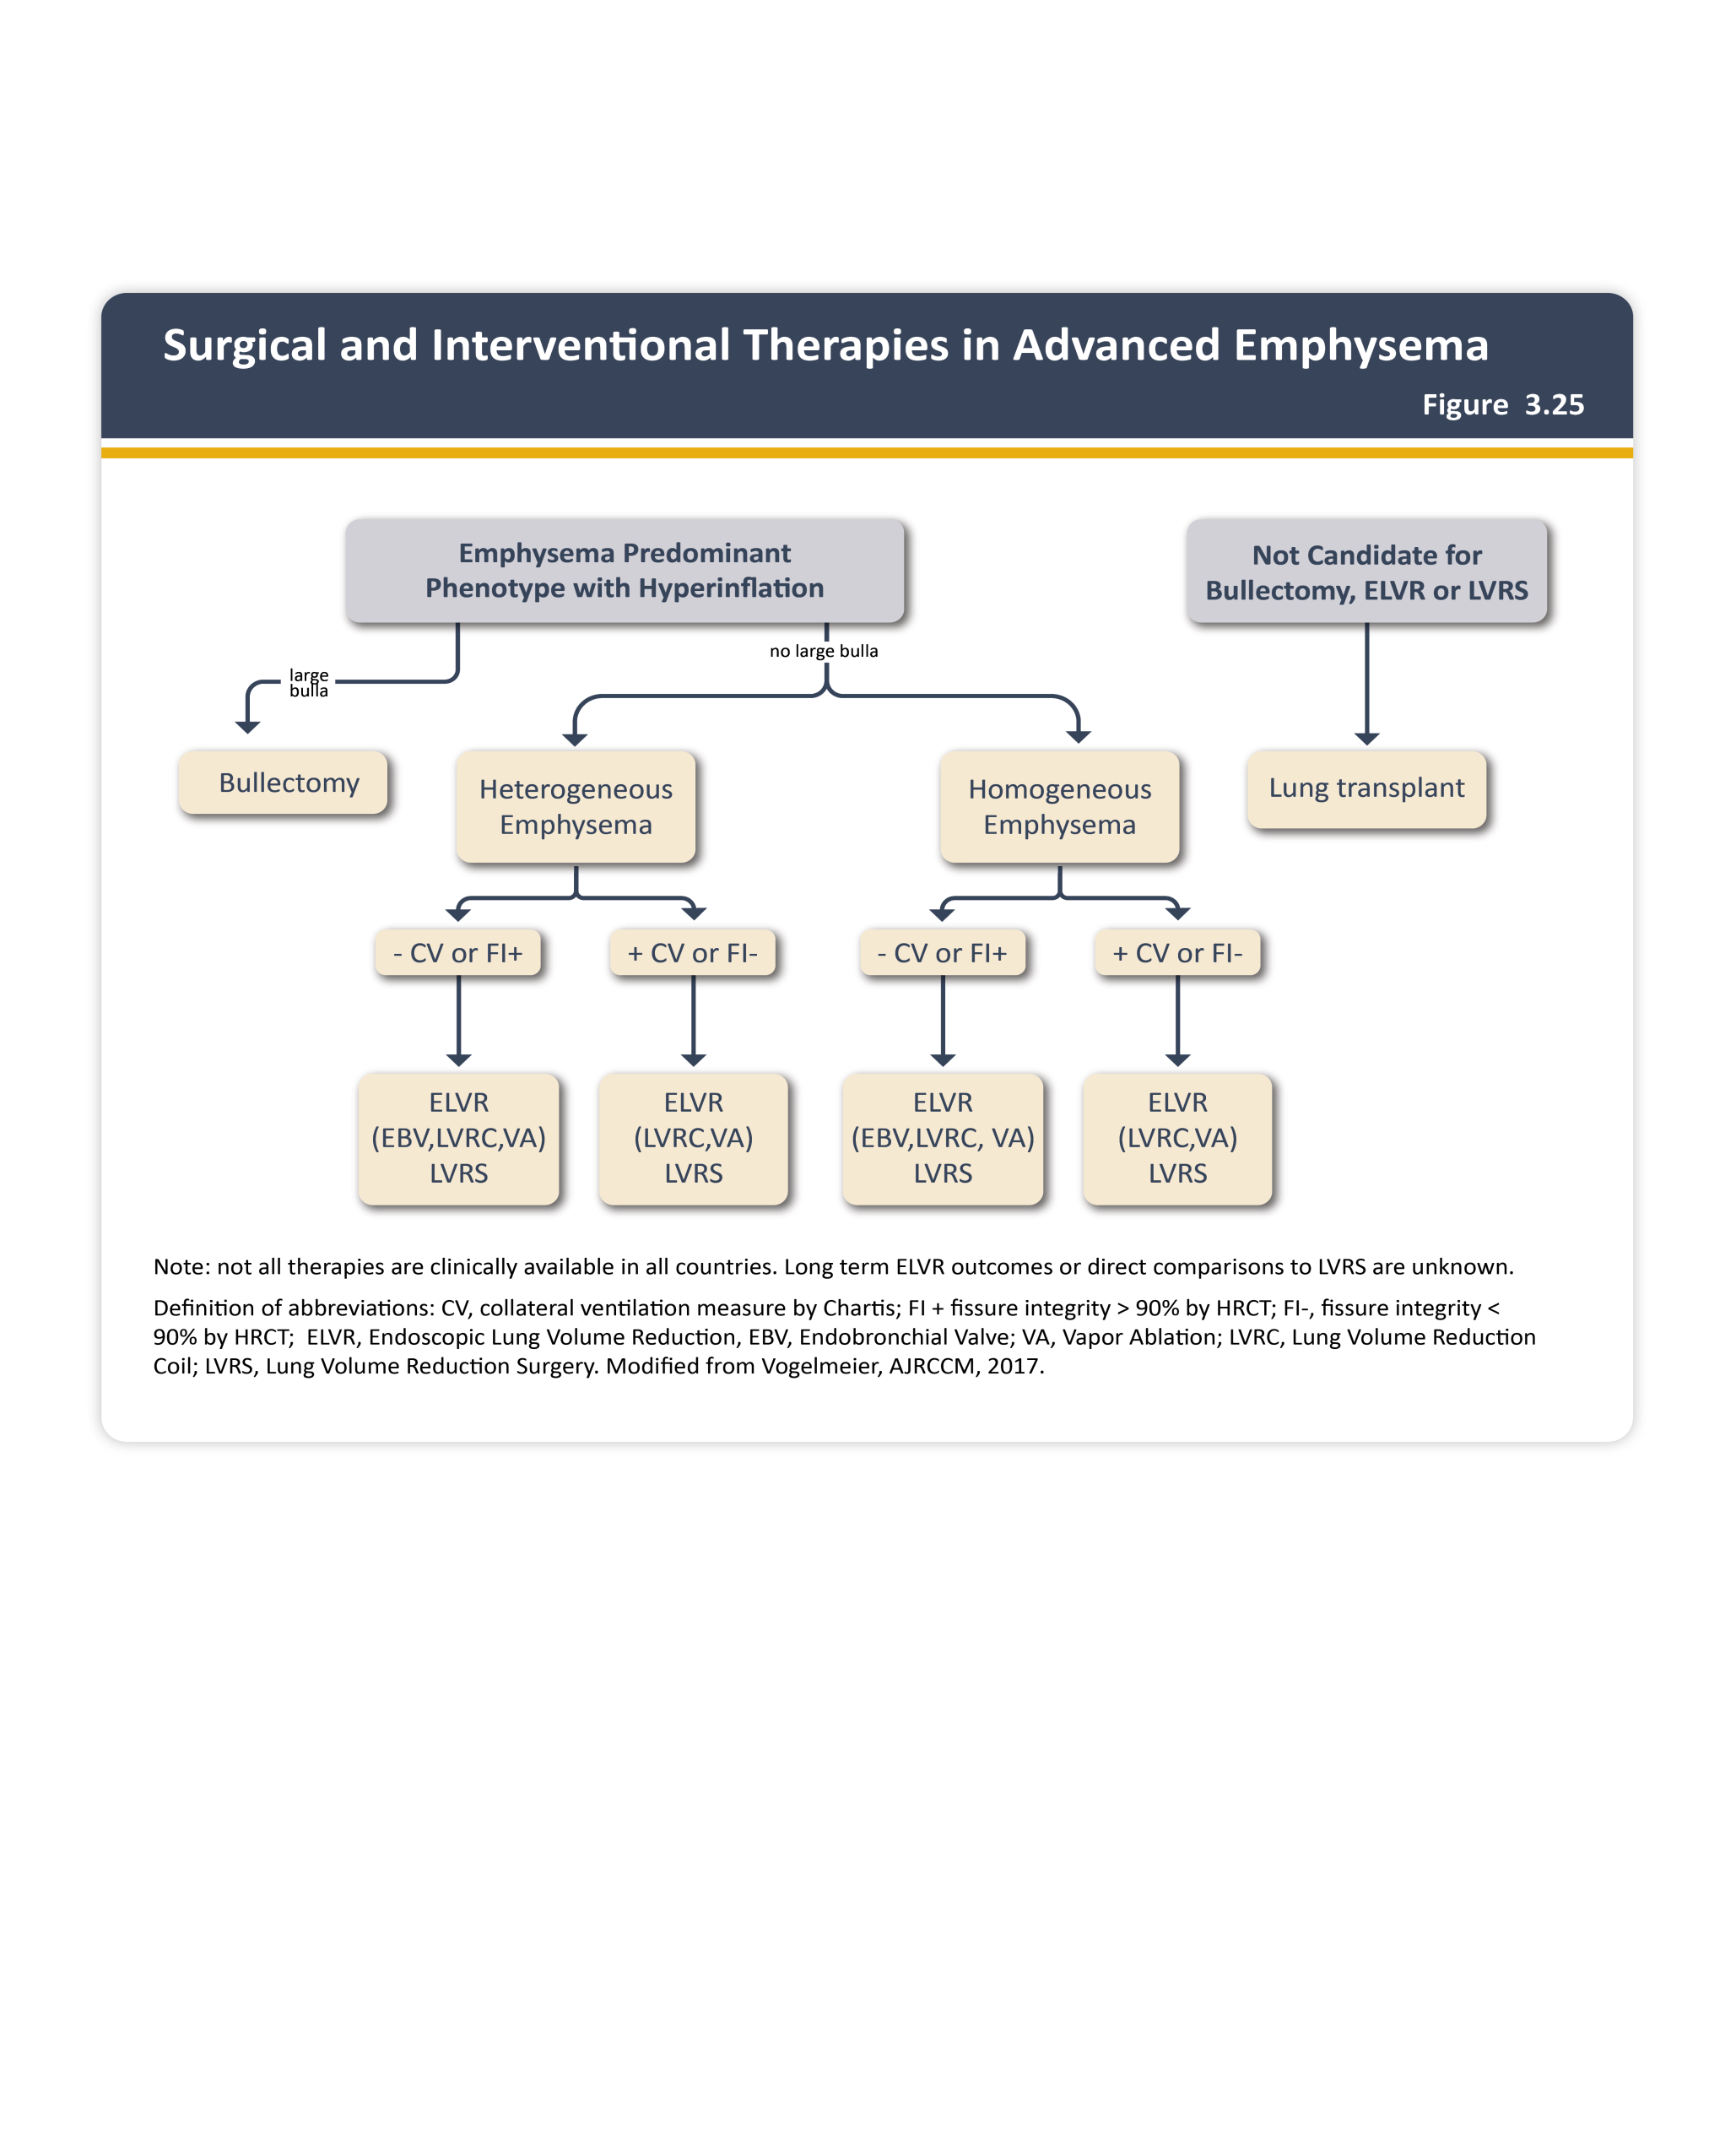 Surgical and Interventional Therapies in Advanced Emphysema
Figure 3.25
Emphysema Predominant
Phenotype with Hyperinflation
Not Candidate for
Bullectomy, ELVR or LVRS
no large bulla
large
bulla
Bullectomy
Heterogeneous
Emphysema
Homogeneous
Emphysema
Lung transplant
- CV or FI+
+ CV or FI-
- CV or FI+
+ CV or FI-
ELVR
(EBV,LVRC,VA)
LVRS
ELVR
(LVRC,VA)
LVRS
ELVR
(EBV,LVRC, VA)
LVRS
ELVR
(LVRC,VA)
LVRS
Note: not all therapies are clinically available in all countries. Long term ELVR outcomes or direct comparisons to LVRS are unknown.
Definition of abbreviations: CV, collateral ventilation measure by Chartis; FI + fissure integrity > 90% by HRCT; FI-, fissure integrity <
90% by HRCT; ELVR, Endoscopic Lung Volume Reduction, EBV, Endobronchial Valve; VA, Vapor Ablation; LVRC, Lung Volume Reduction
Coil; LVRS, Lung Volume Reduction Surgery. Modified from Vogelmeier, AJRCCM, 2017.